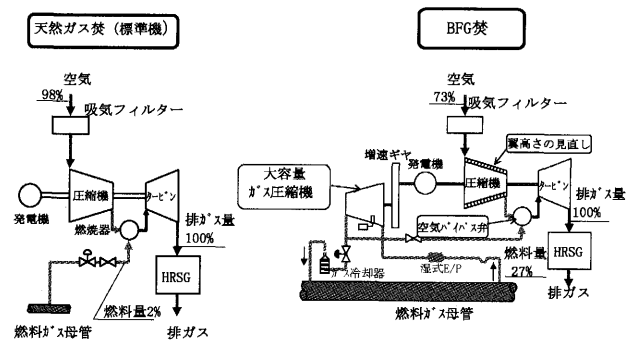 天然ガス焚（標準機）
空気
98%
吸気フィルター
圧縮機
タービン
発電機
燃焼器
排ガス量
100%
HRSG
燃料量2%
燃料ガス母管
排ガス
BFG焚
空気
73%
吸気フィルター
翼高さの見直し
増速ギヤ
発電機
大容量
ガス圧縮機
圧縮機
タービン
排ガス量
100%
空気バイパス弁
燃料量
27%
HRSG
ガス冷却器
湿式E/P
排ガス
燃料ガス母管